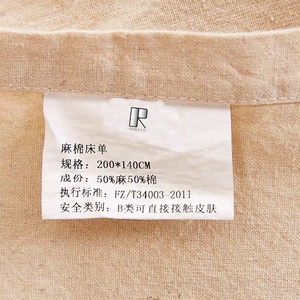 R
麻棉床单
规格：200*140CM
成份：50%麻50%棉
执行标准：FZ/T34003-2011
安全类别：B类可直接接触皮肤